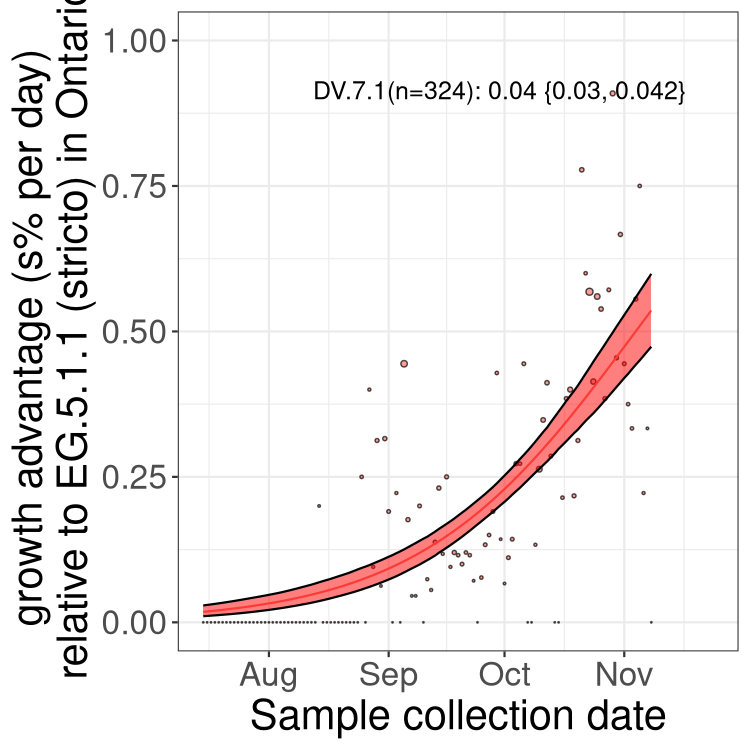 growth advantage (s% per day)
relative to EG.5.1.1 (stricto) in Ontario
1.00
0.75
0.50
0.25
0.00
DV.7.1(n=324): 0.04 {0.03, 0.042}
Aug Sep Oct Nov
Sample collection date